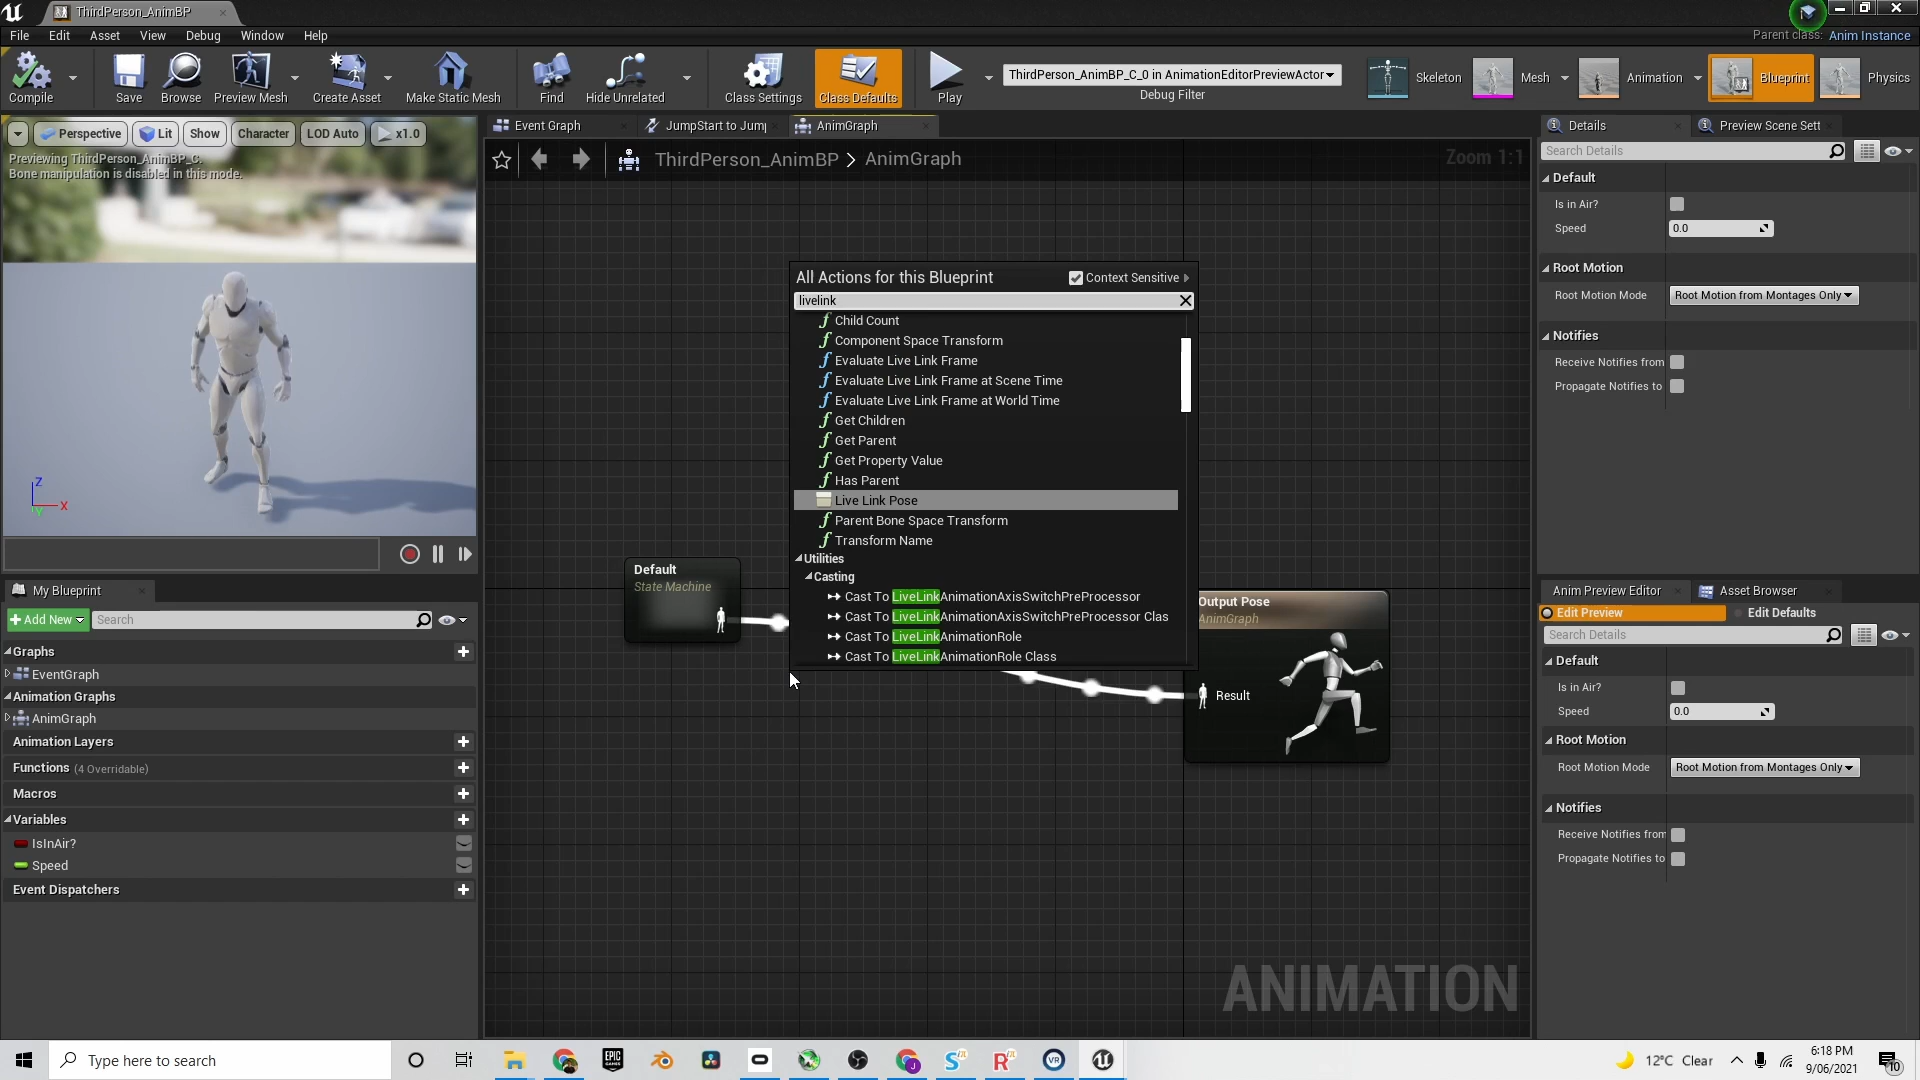 ThirdPerson_AnimBP
File Edit Asset View Debug Window Help
Parent class: Anim Instance
Compile Save Browse Preview Mesh Create Asset Make Static Mesh Find Hide Unrelated Class Settings Class Defaults Play
ThirdPerson_AnimBP_C_0 in AnimationEditorPreviewActor
Debug Filter
Skeleton Mesh Animation Blueprint Physics
Perspective Lit Show Character LOD Auto x1.0
Previewing ThirdPerson_AnimBP_C.
Bone manipulation is disabled in this mode.
Z
X
Y
Event Graph JumpStart to Jump AnimGraph
ThirdPerson_AnimBP > AnimGraph
Zoom 1:1
All Actions for this Blueprint Context Sensitive
livelink
Child Count
Component Space Transform
Evaluate Live Link Frame
Evaluate Live Link Frame at Scene Time
Evaluate Live Link Frame at World Time
Get Children
Get Parent
Get Property Value
Has Parent
Live Link Pose
Parent Bone Space Transform
Transform Name
Utilities
Casting
Cast To LiveLinkAnimationAxisSwitchPreProcessor
Cast To LiveLinkAnimationAxisSwitchPreProcessor Clas
Cast To LiveLinkAnimationRole
Cast To LiveLinkAnimationRole Class
Default
State Machine
Output Pose
AnimGraph
Result
ANIMATION
My Blueprint
Add New Search
Graphs
EventGraph
Animation Graphs
AnimGraph
Animation Layers
Functions (4 Overridable)
Macros
Variables
IsInAir?
Speed
Event Dispatchers
Details Preview Scene Sett
Search Details
Default
Is in Air?
Speed 0.0
Root Motion
Root Motion Mode Root Motion from Montages Only
Notifies
Receive Notifies from
Propagate Notifies to
Anim Preview Editor Asset Browser
Edit Preview Edit Defaults
Search Details
Default
Is in Air?
Speed 0.0
Root Motion
Root Motion Mode Root Motion from Montages Only
Notifies
Receive Notifies from
Propagate Notifies to
Type here to search
EPIC GAMES
12°C Clear
6:18 PM
9/06/2021
10